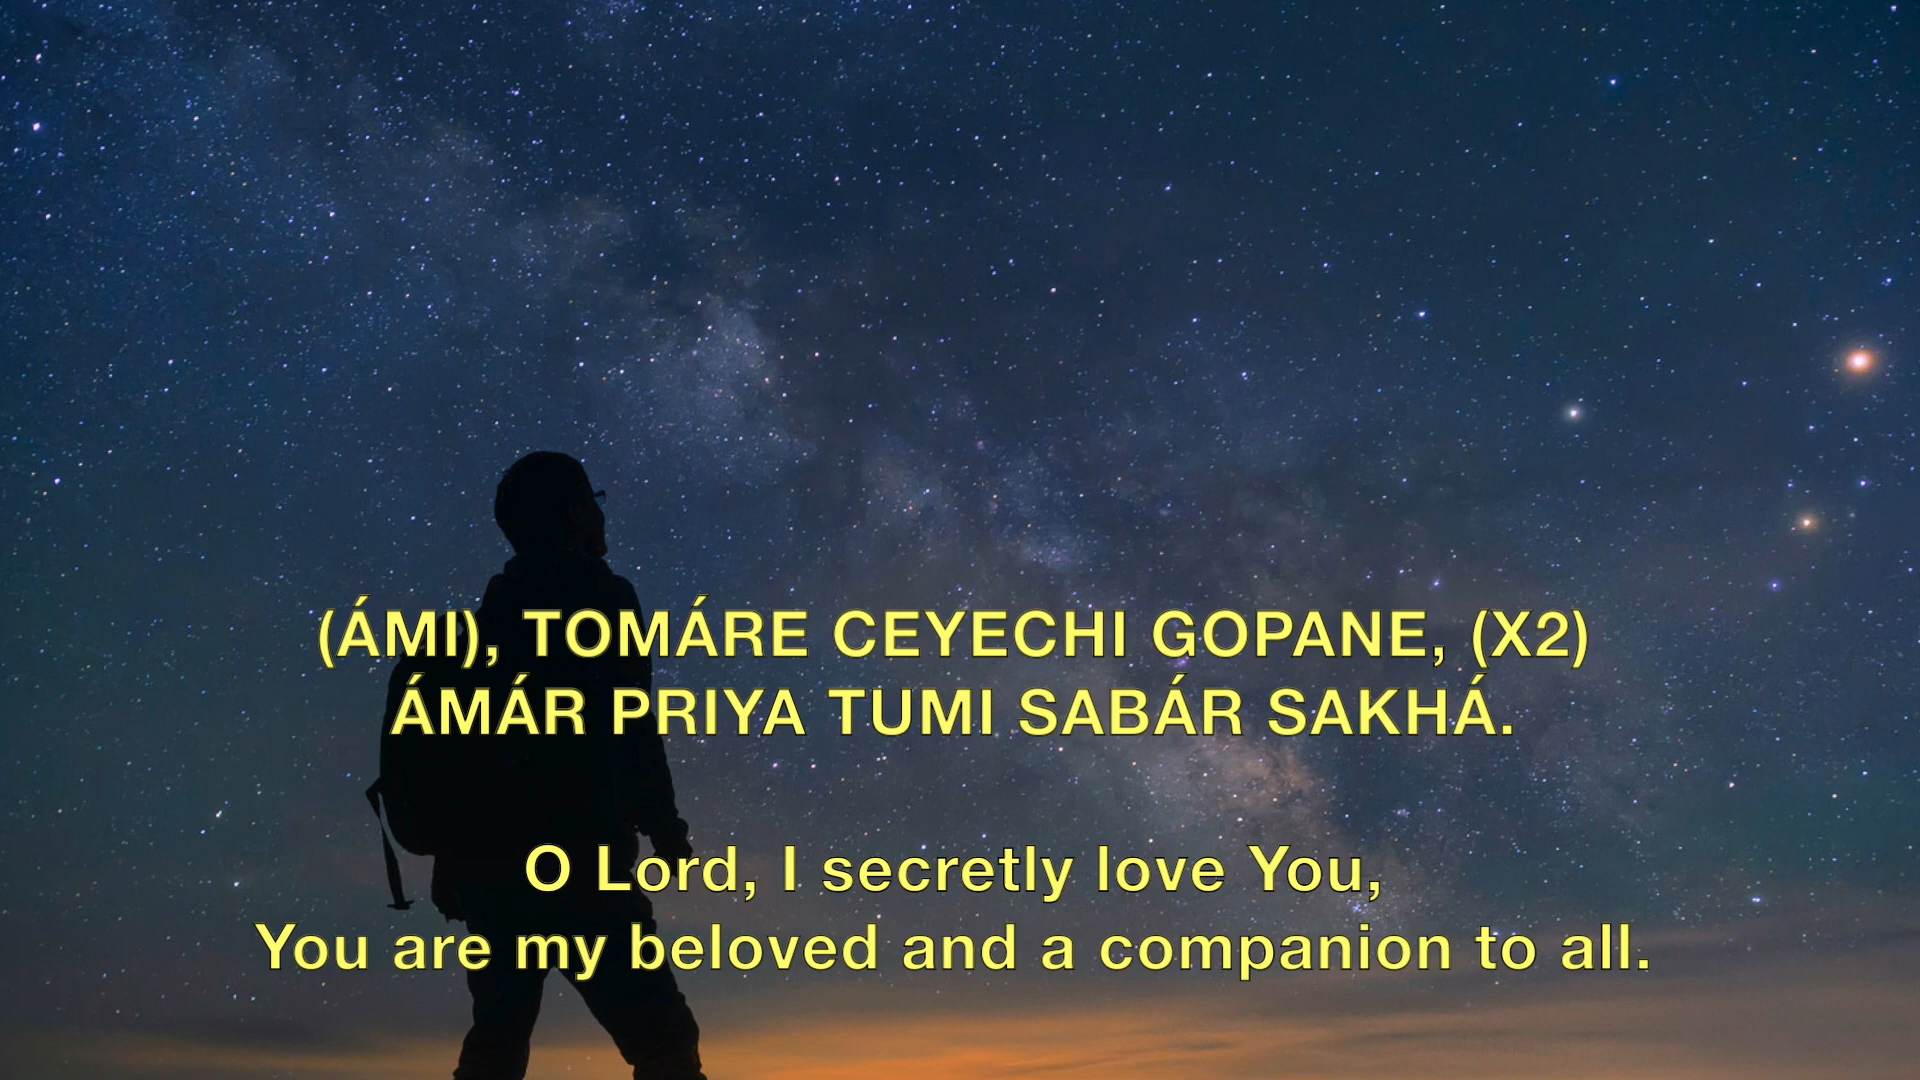 (ÁMI), TOMÁRE CEYECHI GOPANE, (X2)
ÁMÁR PRIYA TUMI SABÁR SAKHÁ.
O Lord, I secretly love You,
You are my beloved and a companion to all.